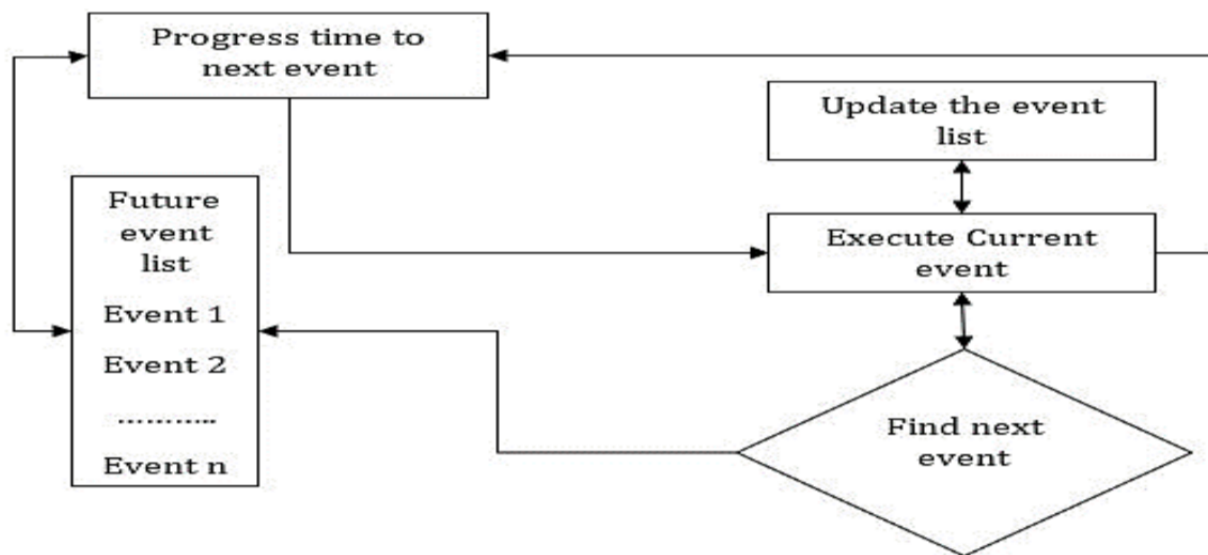 Progress time to
next event
Update the event
list
Future
event
list
Event 1
Event 2
………..
Event n
Execute Current
event
Find next
event